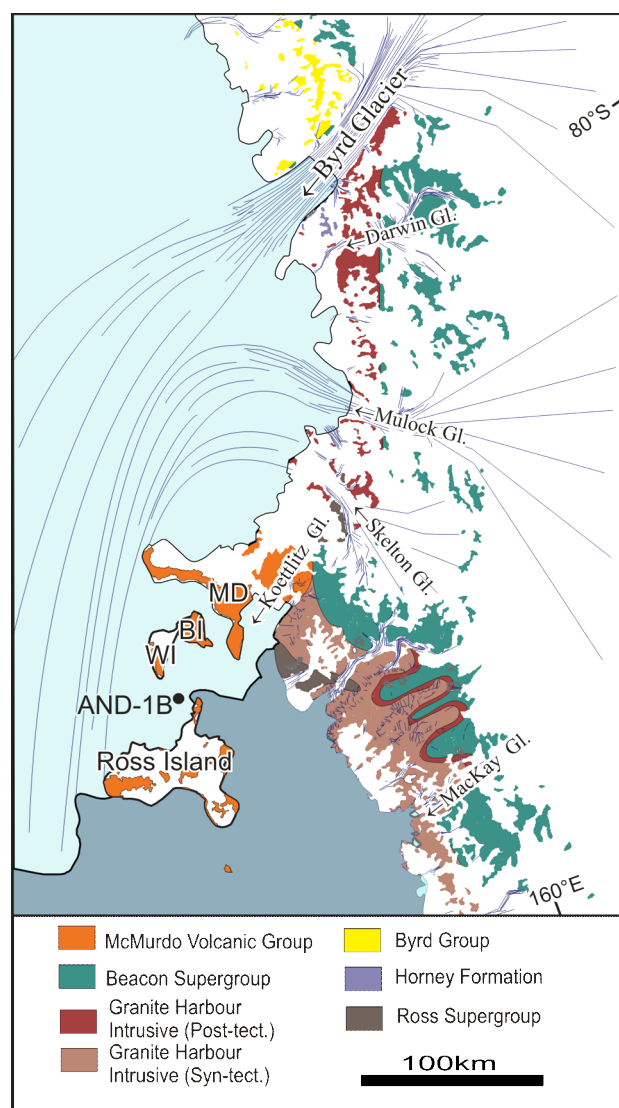 80°S
←Byrd Glacier
←Darwin Gl.
←Mulock Gl.
←Skelton Gl.
←Koettlitz Gl.
MD
BI
WI
AND-1B
Ross Island
←MacKay Gl.
160°E
McMurdo Volcanic Group
Beacon Supergroup
Granite Harbour
Intrusive (Post-tect.)
Granite Harbour
Intrusive (Syn-tect.)
Byrd Group
Horney Formation
Ross Supergroup
100km